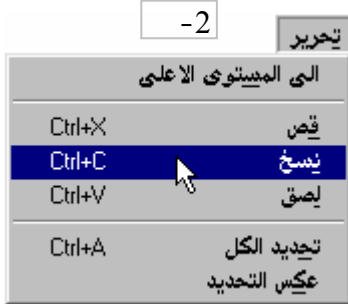 -2
تحرير
الى المستوى الاعلى
قص Ctrl+X
نسخ Ctrl+C
لصق Ctrl+V
تحديد الكل Ctrl+A
عكس التحديد